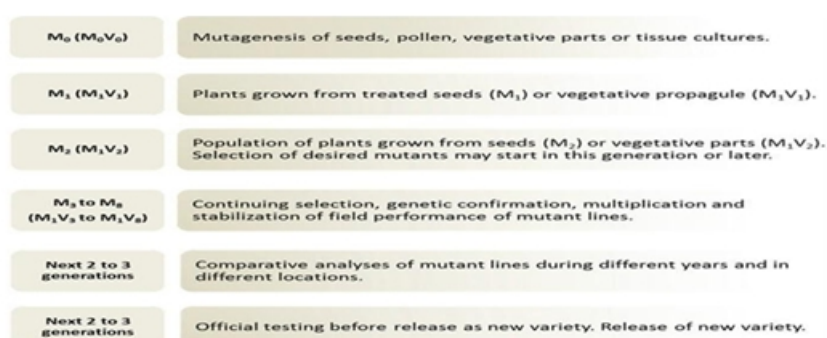 M₀ (M₀V₀)
Mutagenesis of seeds, pollen, vegetative parts or tissue cultures.
M₁ (M₁V₁)
Plants grown from treated seeds (M₁) or vegetative propagule (M₁V₁).
M₂ (M₁V₂)
Population of plants grown from seeds (M₂) or vegetative parts (M₁V₂).
Selection of desired mutants may start in this generation or later.
M₃ to M₈
(M₁V₃ to M₁V₈)
Continuing selection, genetic confirmation, multiplication and
stabilization of field performance of mutant lines.
Next 2 to 3
generations
Comparative analyses of mutant lines during different years and in
different locations.
Next 2 to 3
generations
Official testing before release as new variety. Release of new variety.